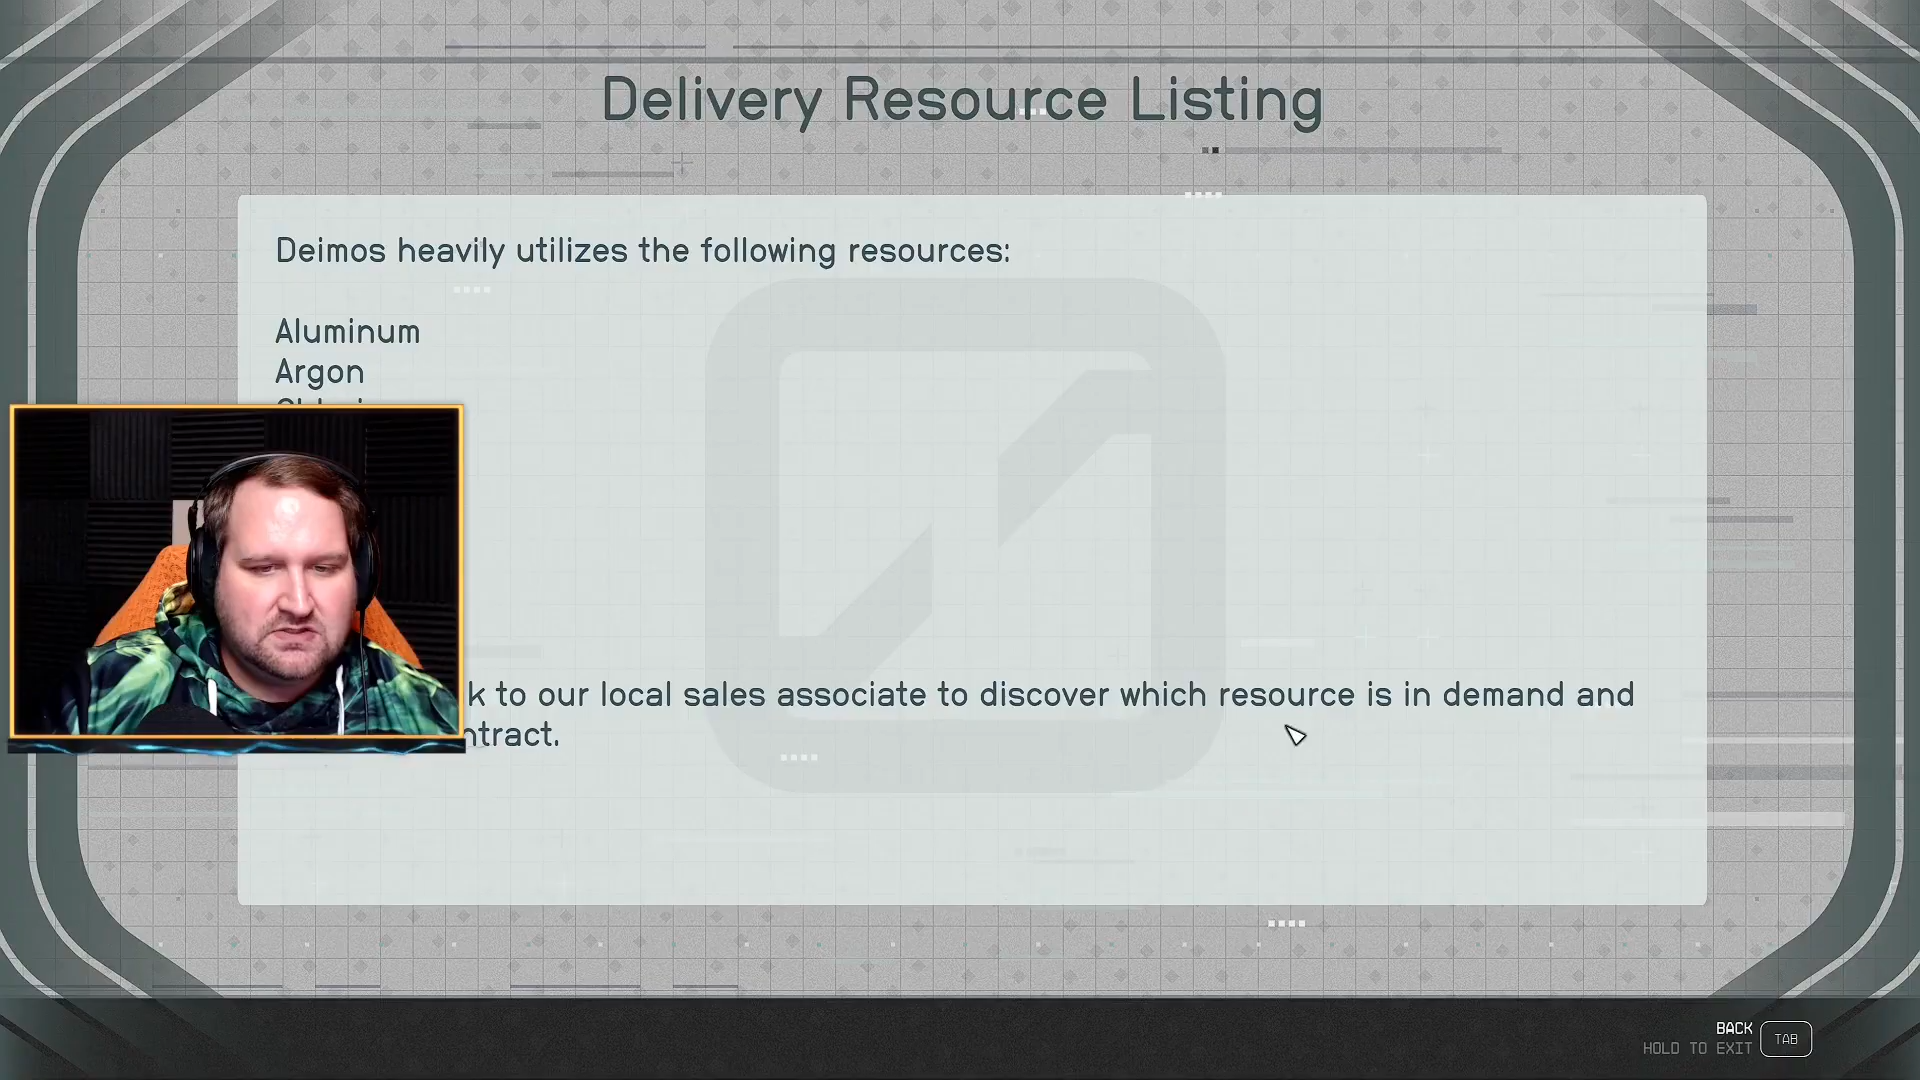 Delivery Resource Listing
Deimos heavily utilizes the following resources:
Aluminum
Argon
to our local sales associate to discover which resource is in demand and
BACK
HOLD TO EXIT
TAB